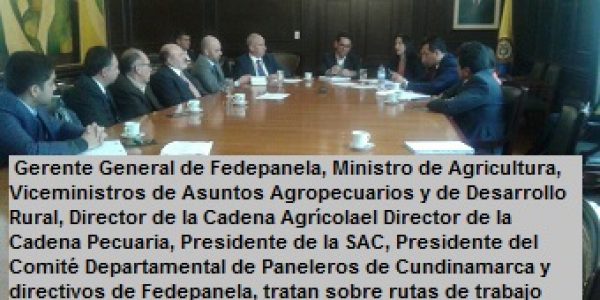 Gerente General de Fedepanela, Ministro de Agricultura,
Viceministros de Asuntos Agropecuarios y de Desarrollo
Rural, Director de la Cadena Agrícolael Director de la
Cadena Pecuaria, Presidente de la SAC, Presidente del
Comité Departamental de Paneleros de Cundinamarca y
directivos de Fedepanela, tratan sobre rutas de trabajo